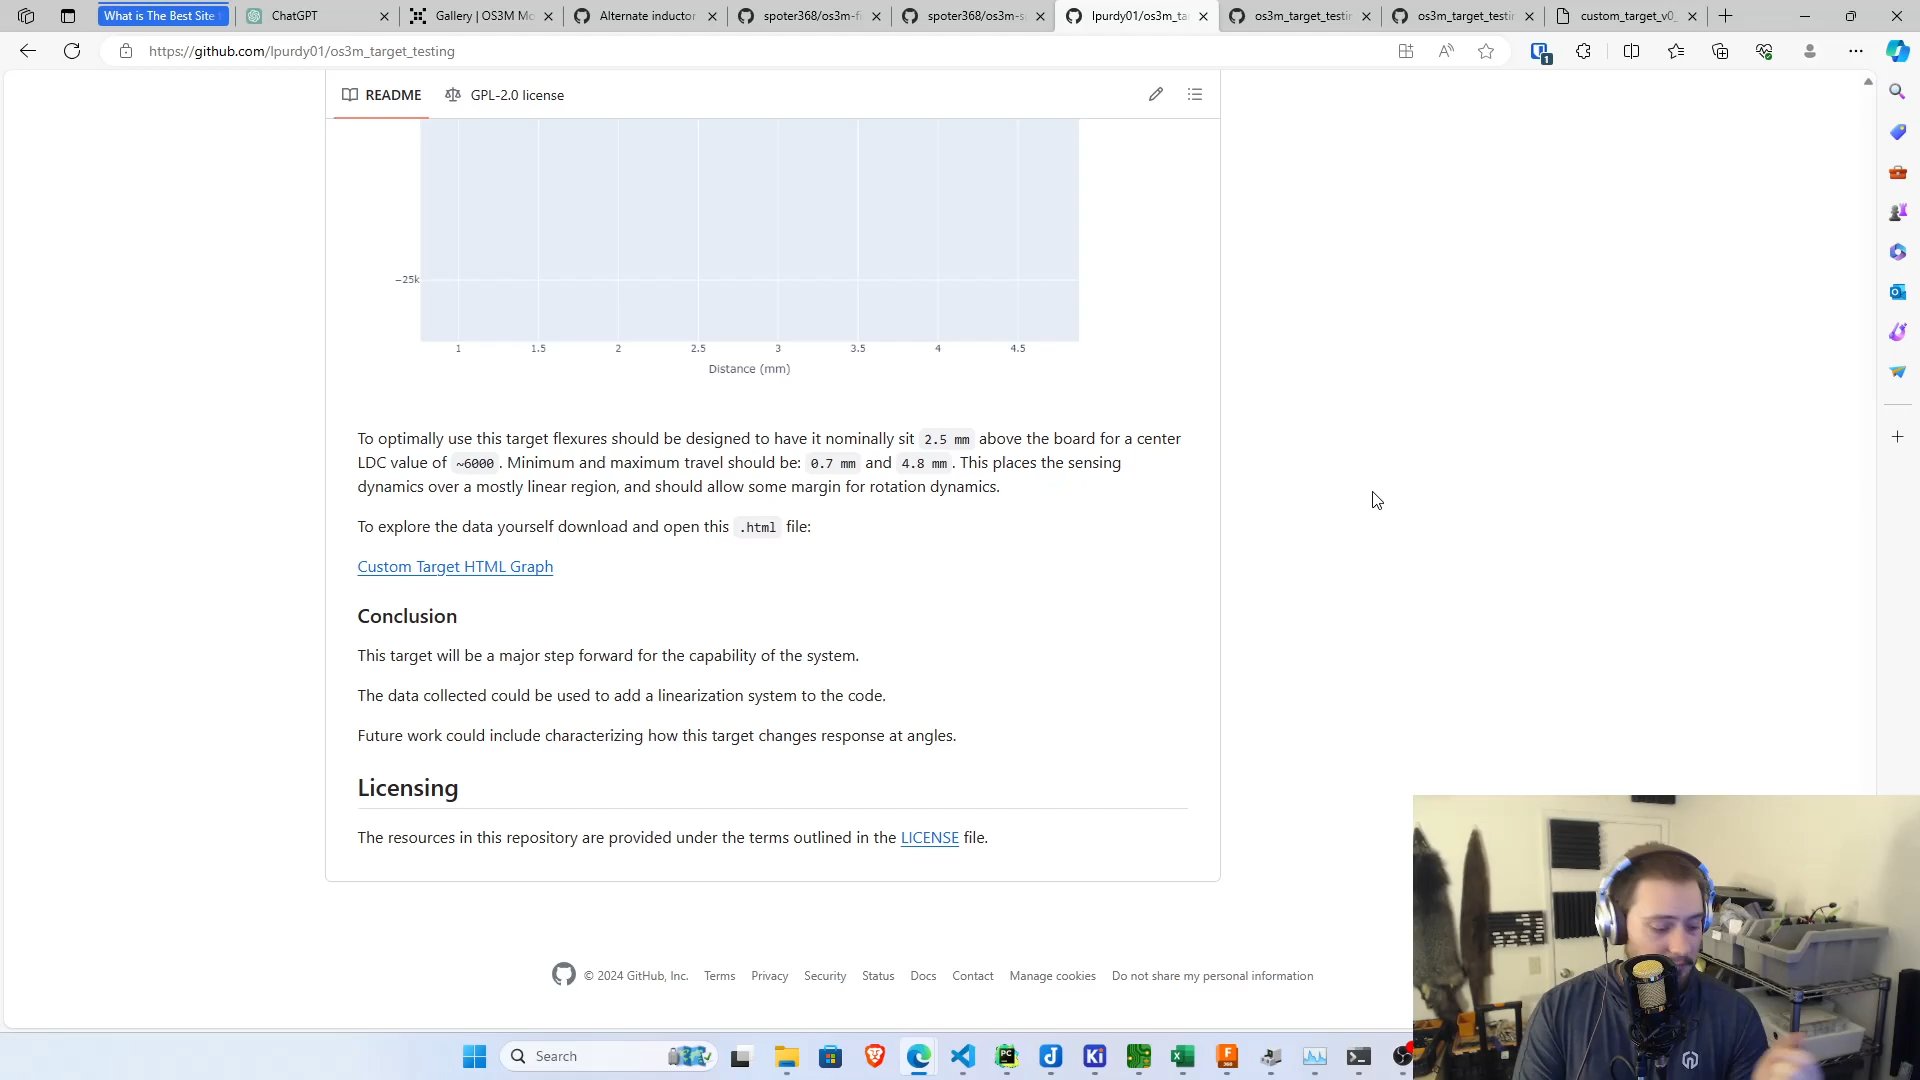 What is The Best Site
ChatGPT
Gallery | OS3M Mo
Alternate inductor
spoter368/os3m-fi
spoter368/os3m-s
lpurdy01/os3m_ta
os3m_target_testin
os3m_target_testin
custom_target_v0_
https://github.com/lpurdy01/os3m_target_testing
1
README
GPL-2.0 license
−25k
1 1.5 2 2.5 3 3.5 4 4.5
Distance (mm)
To optimally use this target flexures should be designed to have it nominally sit 2.5 mm above the board for a center
LDC value of ~6000. Minimum and maximum travel should be: 0.7 mm and 4.8 mm. This places the sensing
dynamics over a mostly linear region, and should allow some margin for rotation dynamics.
To explore the data yourself download and open this .html file:
Custom Target HTML Graph
Conclusion
This target will be a major step forward for the capability of the system.
The data collected could be used to add a linearization system to the code.
Future work could include characterizing how this target changes response at angles.
Licensing
The resources in this repository are provided under the terms outlined in the LICENSE file.
© 2024 GitHub, Inc. Terms Privacy Security Status Docs Contact Manage cookies Do not share my personal information
Search